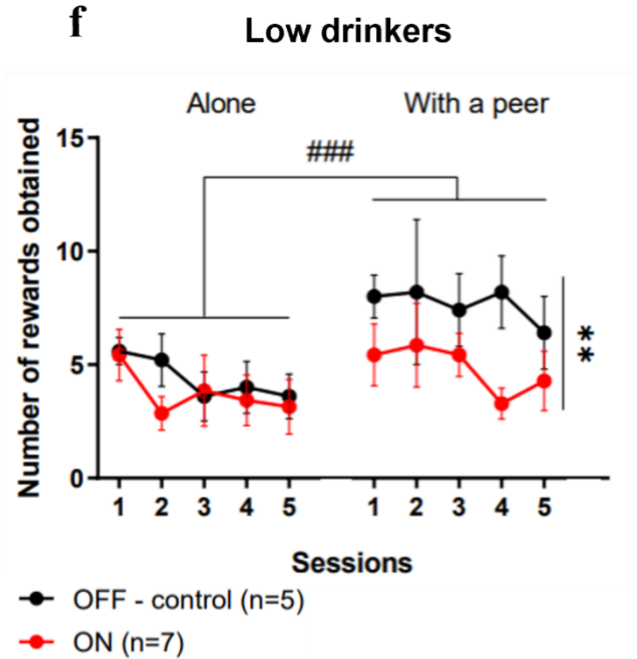 f
Low drinkers
Alone
With a peer
###
Number of rewards obtained
15
10
5
0
**
1 2 3 4 5
1 2 3 4 5
Sessions
OFF - control (n=5)
ON (n=7)